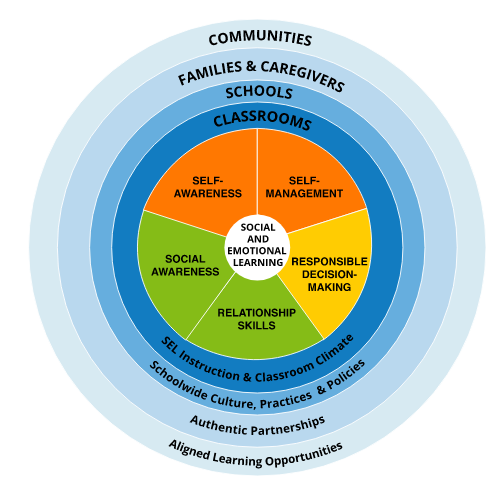 COMMUNITIES
FAMILIES & CAREGIVERS
SCHOOLS
CLASSROOMS
SELF-
AWARENESS
SELF-
MANAGEMENT
SOCIAL
AND
EMOTIONAL
LEARNING
SOCIAL
AWARENESS
RESPONSIBLE
DECISION-
MAKING
RELATIONSHIP
SKILLS
SEL Instruction & Classroom Climate
Schoolwide Culture, Practices & Policies
Authentic Partnerships
Aligned Learning Opportunities